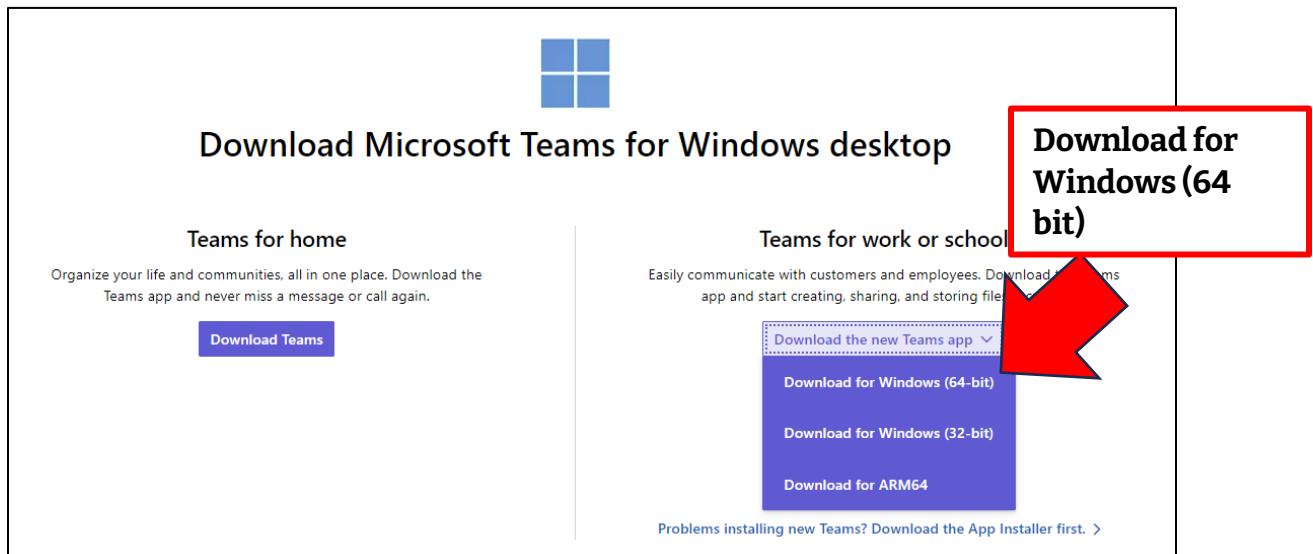 Download Microsoft Teams for Windows desktop
Download for
Windows (64
bit)
Teams for home
Organize your life and communities, all in one place. Download the
Teams app and never miss a message or call again.
Download Teams
Teams for work or school
Easily communicate with customers and employees. Download
app and start creating, sharing, and storing
Download the new Teams app
Download for Windows (64-bit)
Download for Windows (32-bit)
Download for ARM64
Problems installing new Teams? Download the App Installer first. >